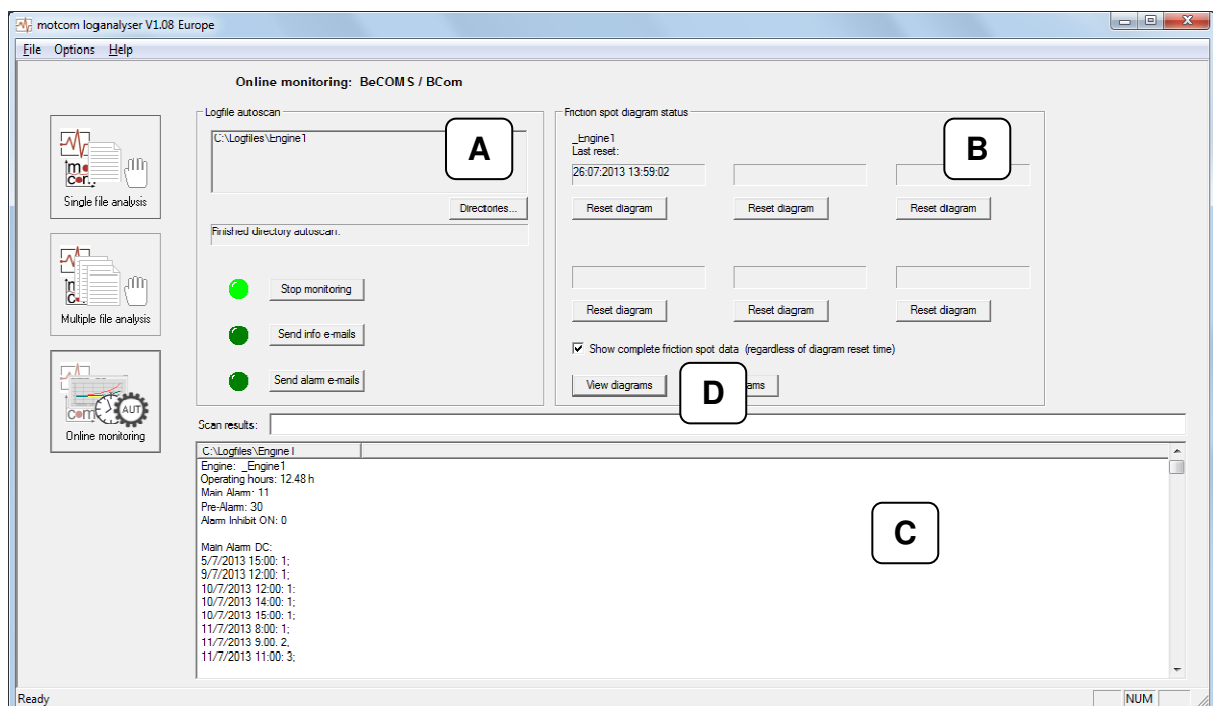 motcom loganalyser V1.08 Europe
File Options Help
Online monitoring: BeCOMS / BCom
Logfile autoscan
C:\Logfiles\Engine1
A
Directories...
Finished directory autoscan.
Stop monitoring
Send info e-mails
Send alarm e-mails
Friction spot diagram status
B
_Engine1
Last reset:
26:07:2013 13:59:02
Reset diagram Reset diagram Reset diagram
Reset diagram Reset diagram Reset diagram
Show complete friction spot data (regardless of diagram reset time)
View diagrams D ams
Single file analysis
Multiple file analysis
AUT
Online monitoring
Scan results:
C:\Logfiles\Engine1
Engine: _Engine1
Operating hours: 12.48 h
Main Alarm: 11
Pre-Alarm: 30
Alarm Inhibit ON: 0
C
Main Alarm DC:
5/7/2013 15:00: 1;
9/7/2013 12:00: 1;
10/7/2013 12:00: 1;
10/7/2013 14:00: 1;
10/7/2013 15:00: 1;
11/7/2013 8:00: 1;
11/7/2013 9:00: 2;
11/7/2013 11:00: 3;
Ready NUM